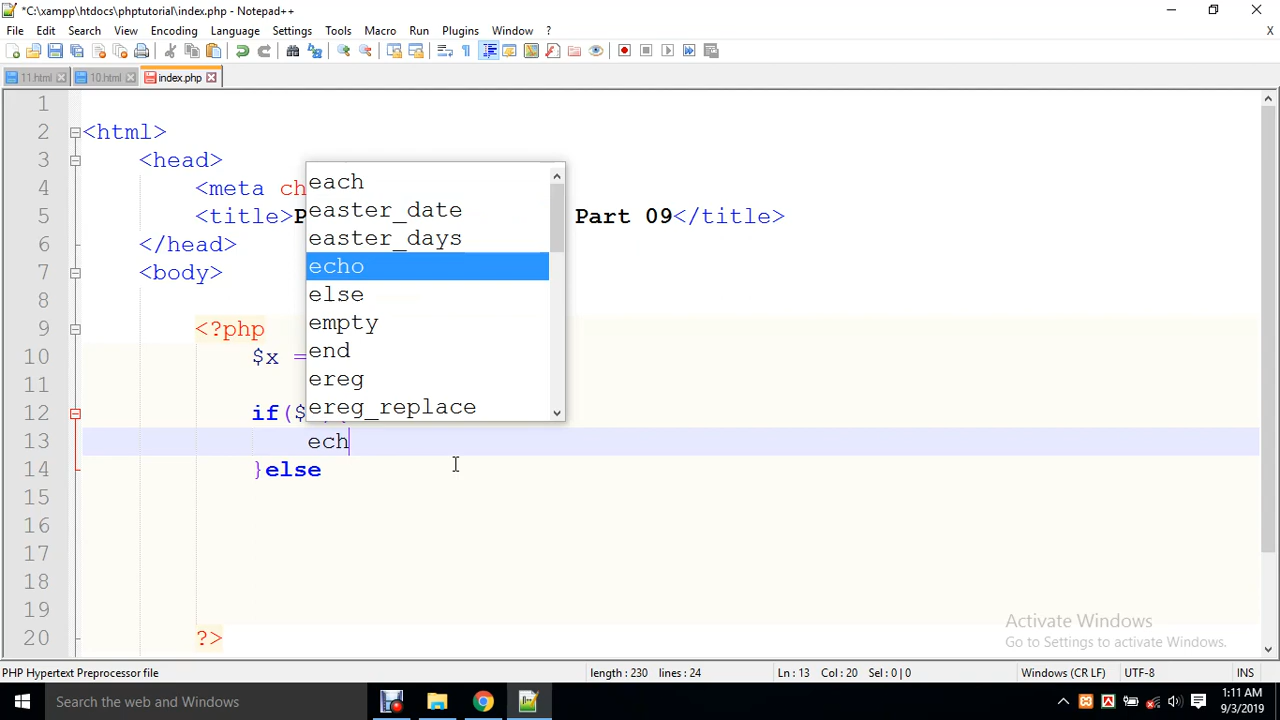 *C:\xampp\htdocs\phptutorial\index.php - Notepad++
File Edit Search View Encoding Language Settings Tools Macro Run Plugins Window ?
X
11.html 10.html index.php
1
2 <html>
3 <head>
4 <meta ch
5 <title>P Part 09</title>
6 </head>
7 <body>
8
9 <?php
10 $x =
11
12 if($
13 ech
14 }else
15
16
17
18
19
20 ?>
each
easter_date
easter_days
echo
else
empty
end
ereg
ereg_replace
Activate Windows
Go to Settings to activate Windows.
PHP Hypertext Preprocessor file length : 230 lines : 24 Ln : 13 Col : 20 Sel : 0 | 0 Windows (CR LF) UTF-8 INS
Search the web and Windows
1:11 AM
9/3/2019